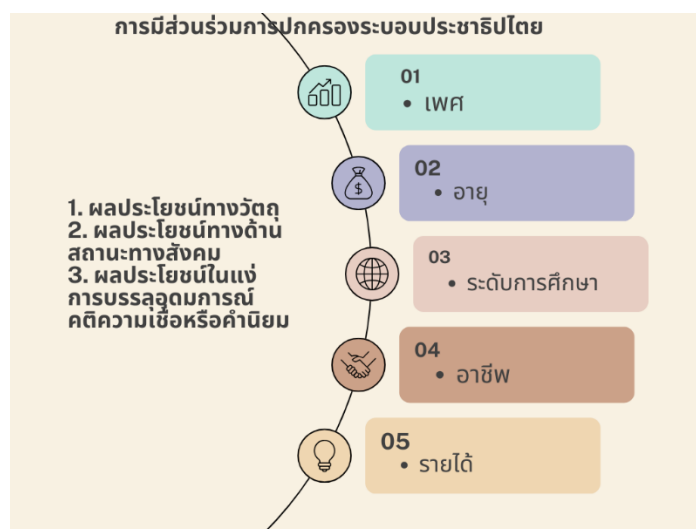 การมีส่วนร่วมการปกครองระบอบประชาธิปไตย
1. ผลประโยชน์ทางวัตถุ
2. ผลประโยชน์ทางด้าน
สถานะทางสังคม
3. ผลประโยชน์ในแง่
การบรรลุอุดมการณ์
คติความเชื่อหรือค่านิยม
01
• เพศ
02
• อายุ
03
• ระดับการศึกษา
04
• อาชีพ
05
• รายได้
$